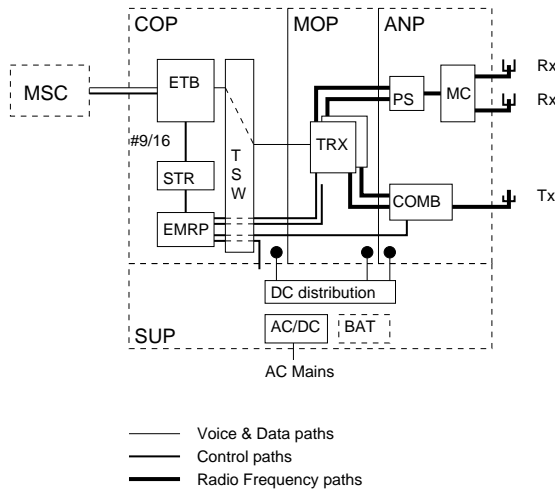 COP
MOP
ANP
MSC
ETB
PS
MC
Rx
Rx
#9/16
TSW
TRX
STR
COMB
Tx
EMRP
DC distribution
AC/DC
BAT
SUP
AC Mains
Voice & Data paths
Control paths
Radio Frequency paths